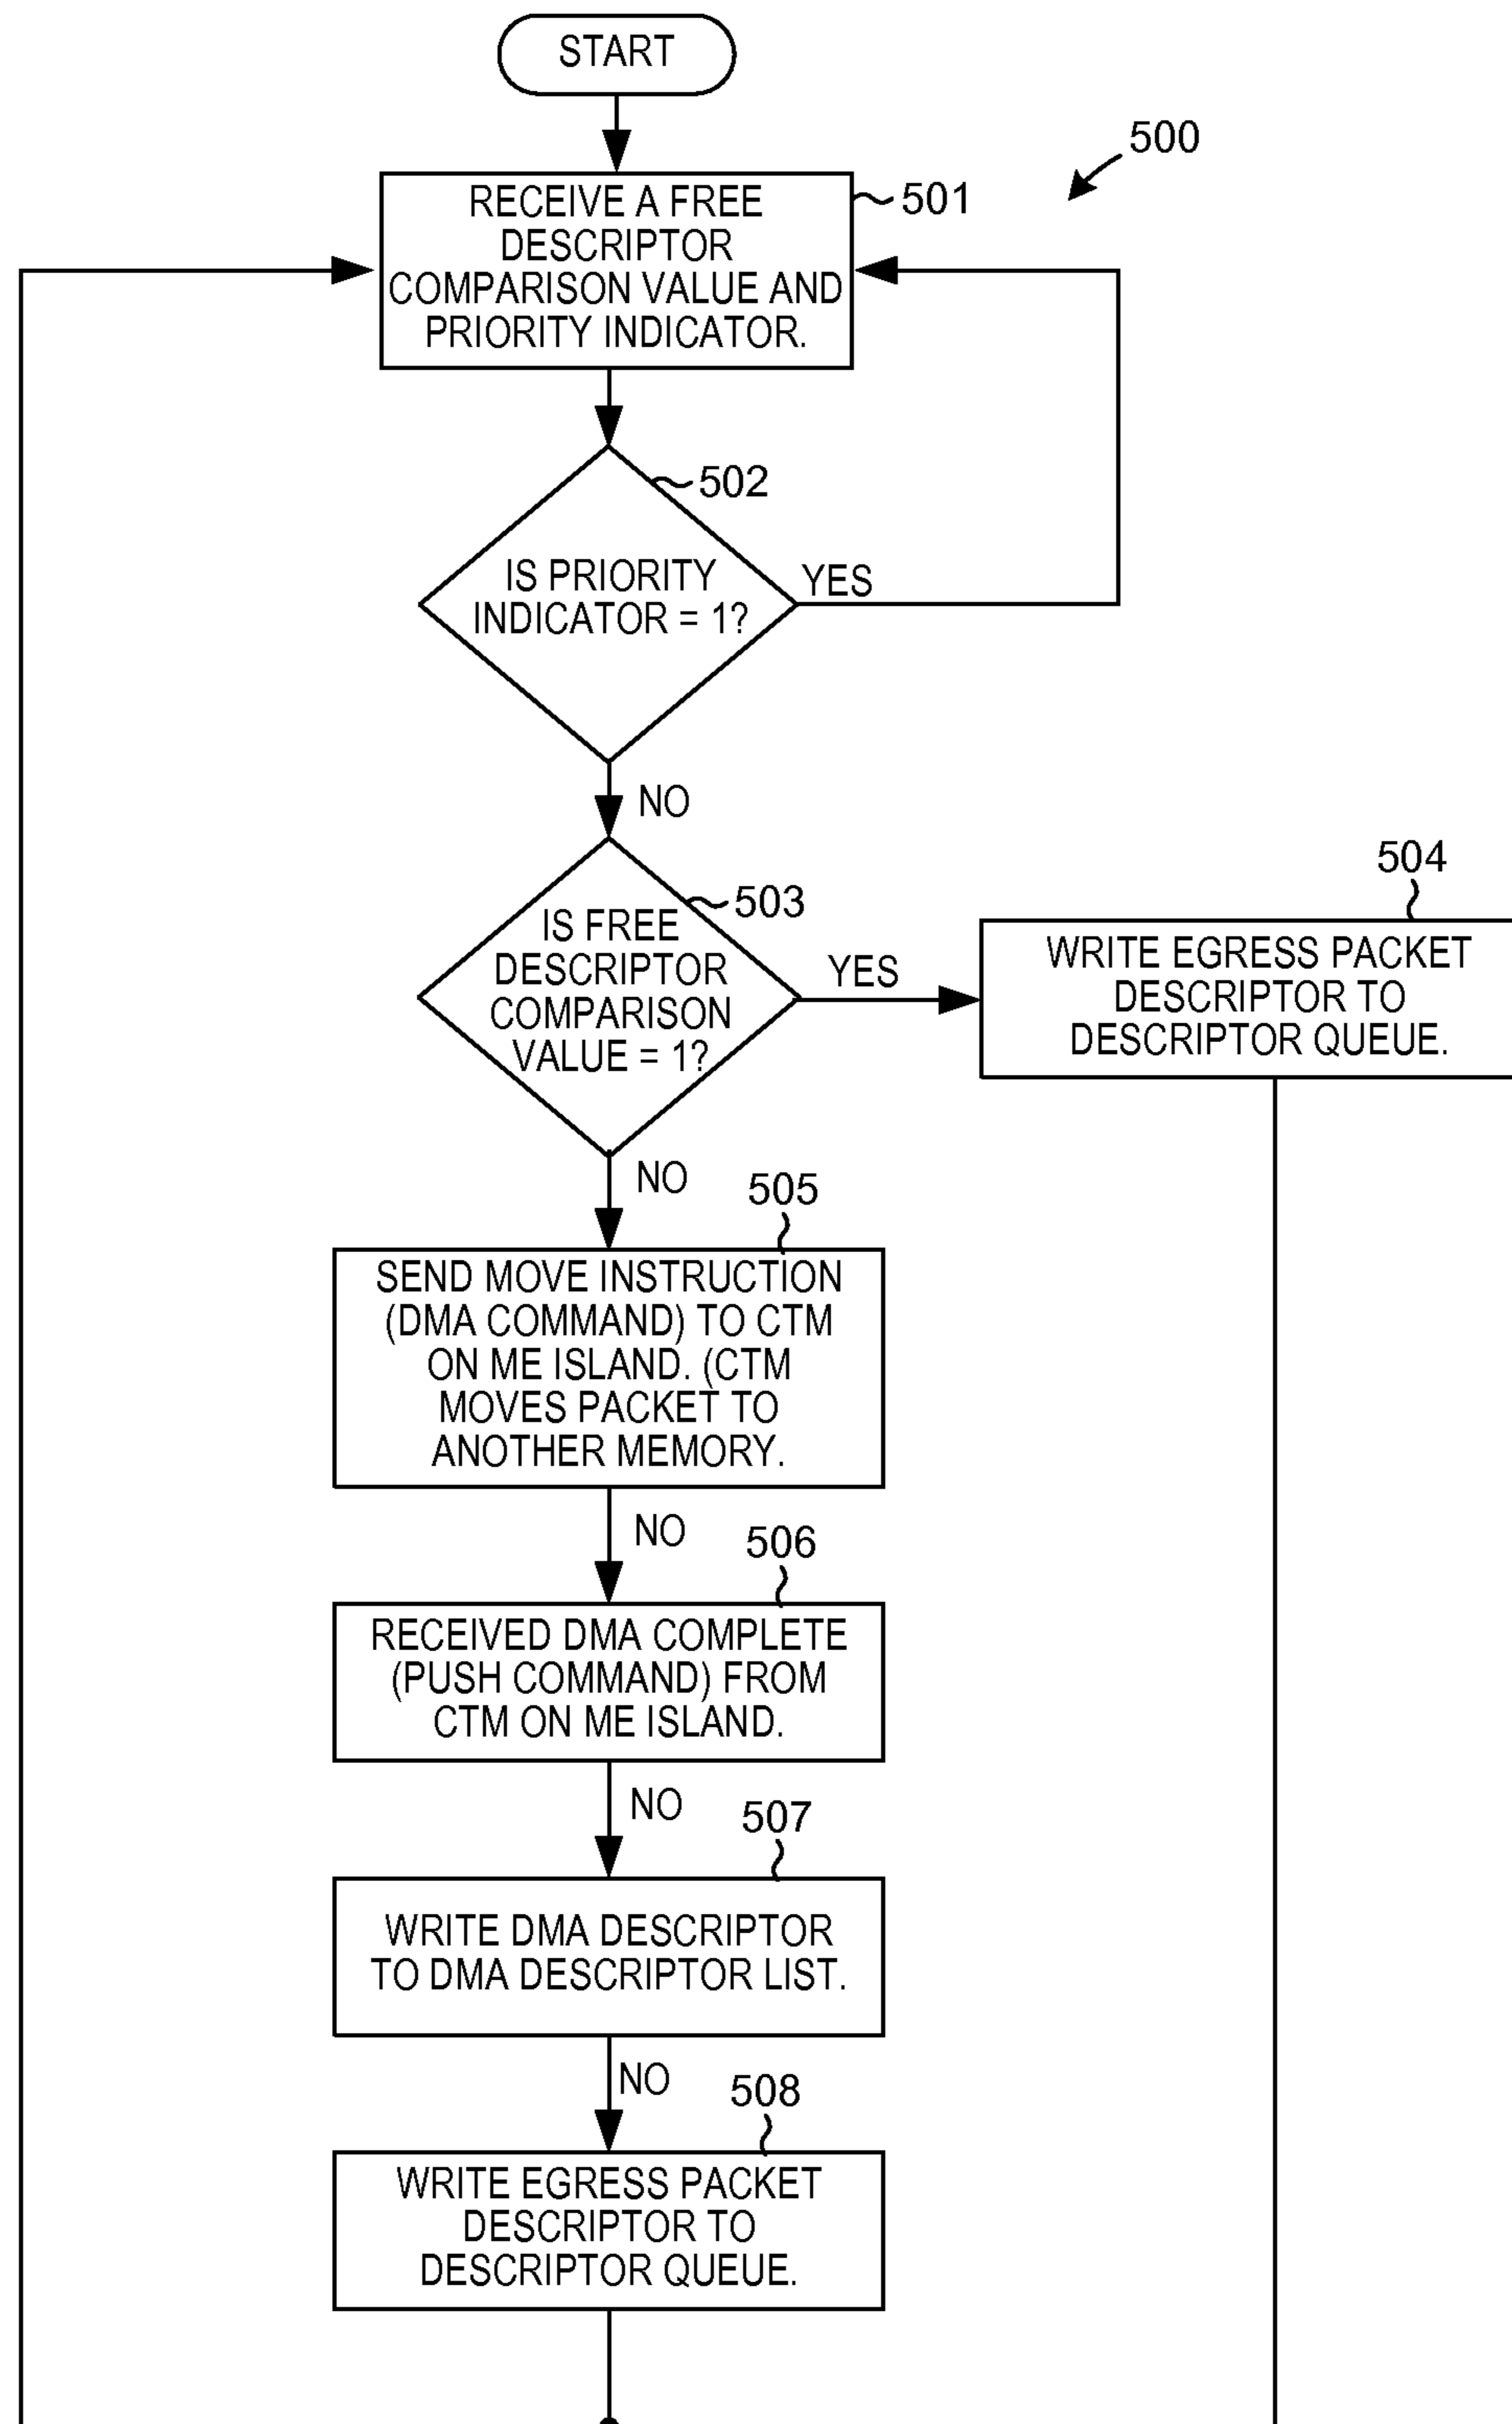 START
500
501
RECEIVE A FREE
DESCRIPTOR
COMPARISON VALUE AND
PRIORITY INDICATOR.
502
IS PRIORITY
INDICATOR = 1?
YES
NO
503
IS FREE
DESCRIPTOR
COMPARISON
VALUE = 1?
YES
504
WRITE EGRESS PACKET
DESCRIPTOR TO
DESCRIPTOR QUEUE.
NO
505
SEND MOVE INSTRUCTION
(DMA COMMAND) TO CTM
ON ME ISLAND. (CTM
MOVES PACKET TO
ANOTHER MEMORY.
NO
506
RECEIVED DMA COMPLETE
(PUSH COMMAND) FROM
CTM ON ME ISLAND.
NO
507
WRITE DMA DESCRIPTOR
TO DMA DESCRIPTOR LIST.
NO
508
WRITE EGRESS PACKET
DESCRIPTOR TO
DESCRIPTOR QUEUE.